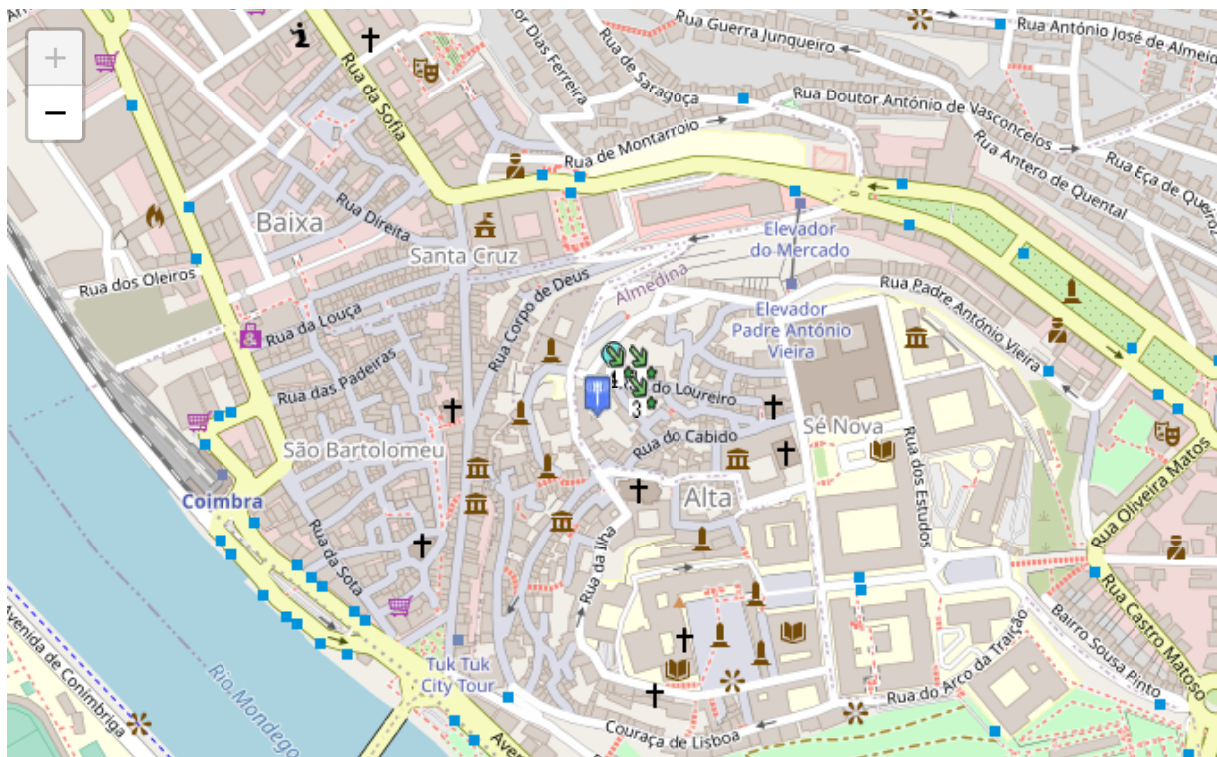 +
−
Rua da Sofia
Rua Guerra Junqueiro
Rua António José de Almeid
Dor Dias Ferreira
Rua de Saragoça
Rua Doutor António de Vasconcelos
Rua de Montarroio
Rua Antero de Quental
Rua Eça de Queiroz
Baixa
Rua Direita
Santa Cruz
Elevador
do Mercado
Rua dos Oleiros
Rua Corpo de Deus
Almedina
Rua Padre António Vieira
Elevador
Padre António
Vieira
Rua da Louça
Rua das Padeiras
do Loureiro
3
Rua do Cabido
Sé Nova
São Bartolomeu
Rua dos Estudos
Rua Oliveira Matos
Coimbra
Alta
Rua da Sota
Rua da Ilha
Rua Castro Matoso
Bairro Sousa Pinto
Avenida de Conímbriga
Rio Mondego
Tuk Tuk
City Tour
Rua do Arco da Traição
Couraça de Lisboa
Aven